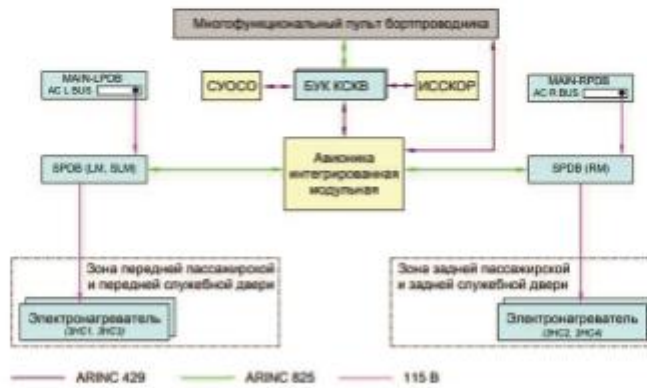 Многофункциональный пульт бортпроводника
MAIN-LPDB
AC L BUS
СУОСО
БУК КСКВ
ИССКОР
MAIN-RPDB
AC R BUS
Авионика
интегрированная
модульная
SPDB (LM, SLM)
SPDB (RM)
Зона передней пассажирской
и передней служебной двери
Зона задней пассажирской
и задней служебной двери
Электронагреватель
(ЭНС1, ЭНС3)
Электронагреватель
(ЭНС2, ЭНС4)
ARINC 429
ARINC 825
115 В